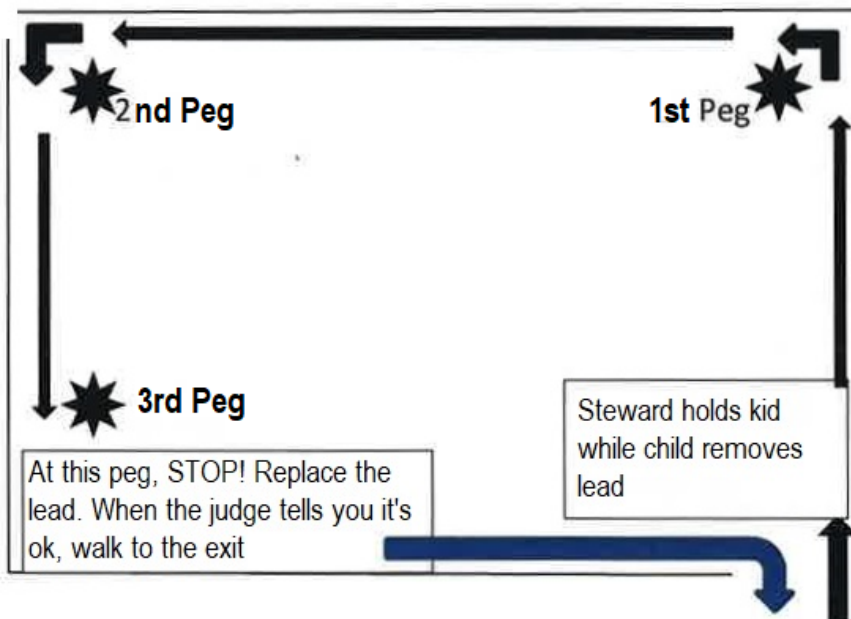 2nd Peg
1st Peg
3rd Peg
Steward holds kid
while child removes
lead
At this peg, STOP! Replace the
lead. When the judge tells you it's
ok, walk to the exit